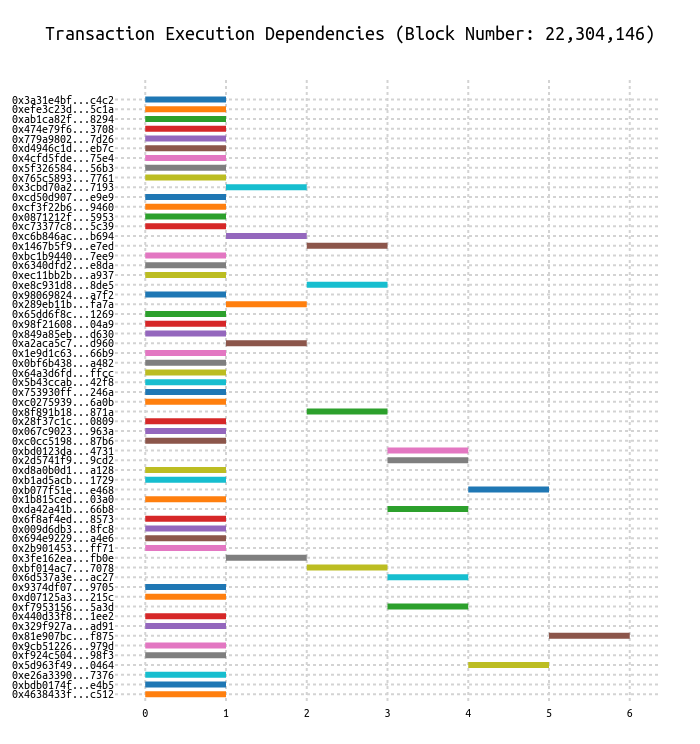 Transaction Execution Dependencies (Block Number: 22,304,146)
0x3a31e4bf...c4c2
0xefe3c23d...5c1a
0xab1ca82f...8294
0x474e79f6...3708
0x779a9802...7d26
0xd4946c1d...eb7c
0x4cfd5fde...75e4
0x5f326584...56b3
0x765c5893...7761
0x3cbd70a2...7193
0xcd50d907...e9e9
0xcf3f22b6...9460
0x0871212f...5953
0xc73377c8...5c39
0xc6b846ac...b694
0x1467b5f9...e7ed
0xbc1b9440...7ee9
0x6340dfd2...e8da
0xec11bb2b...a937
0xe8c931d8...8de5
0x98069824...a7f2
0x289eb11b...fa7a
0x65dd6f8c...1269
0x98f21608...04a9
0x849a85eb...d630
0xa2aca5c7...d960
0x1e9d1c63...66b9
0x0bf6b438...a482
0x64a3d6fd...ffcc
0x5b43ccab...42f8
0x753930ff...246a
0xc0275939...6a0b
0x8f891b18...871a
0x28f37c1c...0809
0x067c9023...963a
0xc0cc5198...87b6
0xbd0123da...4731
0x2d5741f9...9cd2
0xd8a0b0d1...a128
0xb1ad5acb...1729
0xb077f51e...e468
0x1b815ced...03a0
0xda42a41b...66b8
0x6f8af4ed...8573
0x009d6db3...8fc8
0x694e9229...a4e6
0x2b901453...ff71
0x3fe162ea...fb0e
0xbf014ac7...7078
0x6d537a3e...ac27
0x9374df07...9705
0xd07125a3...215c
0xf7953156...5a3d
0x440d33f8...1ee2
0x329f927a...ad91
0x81e907bc...f875
0x9cb51226...979d
0xf924c504...98f3
0x5d963f49...0464
0xe26a3390...7376
0xbdb0174f...e4b5
0x4638433f...c512
0 1 2 3 4 5 6